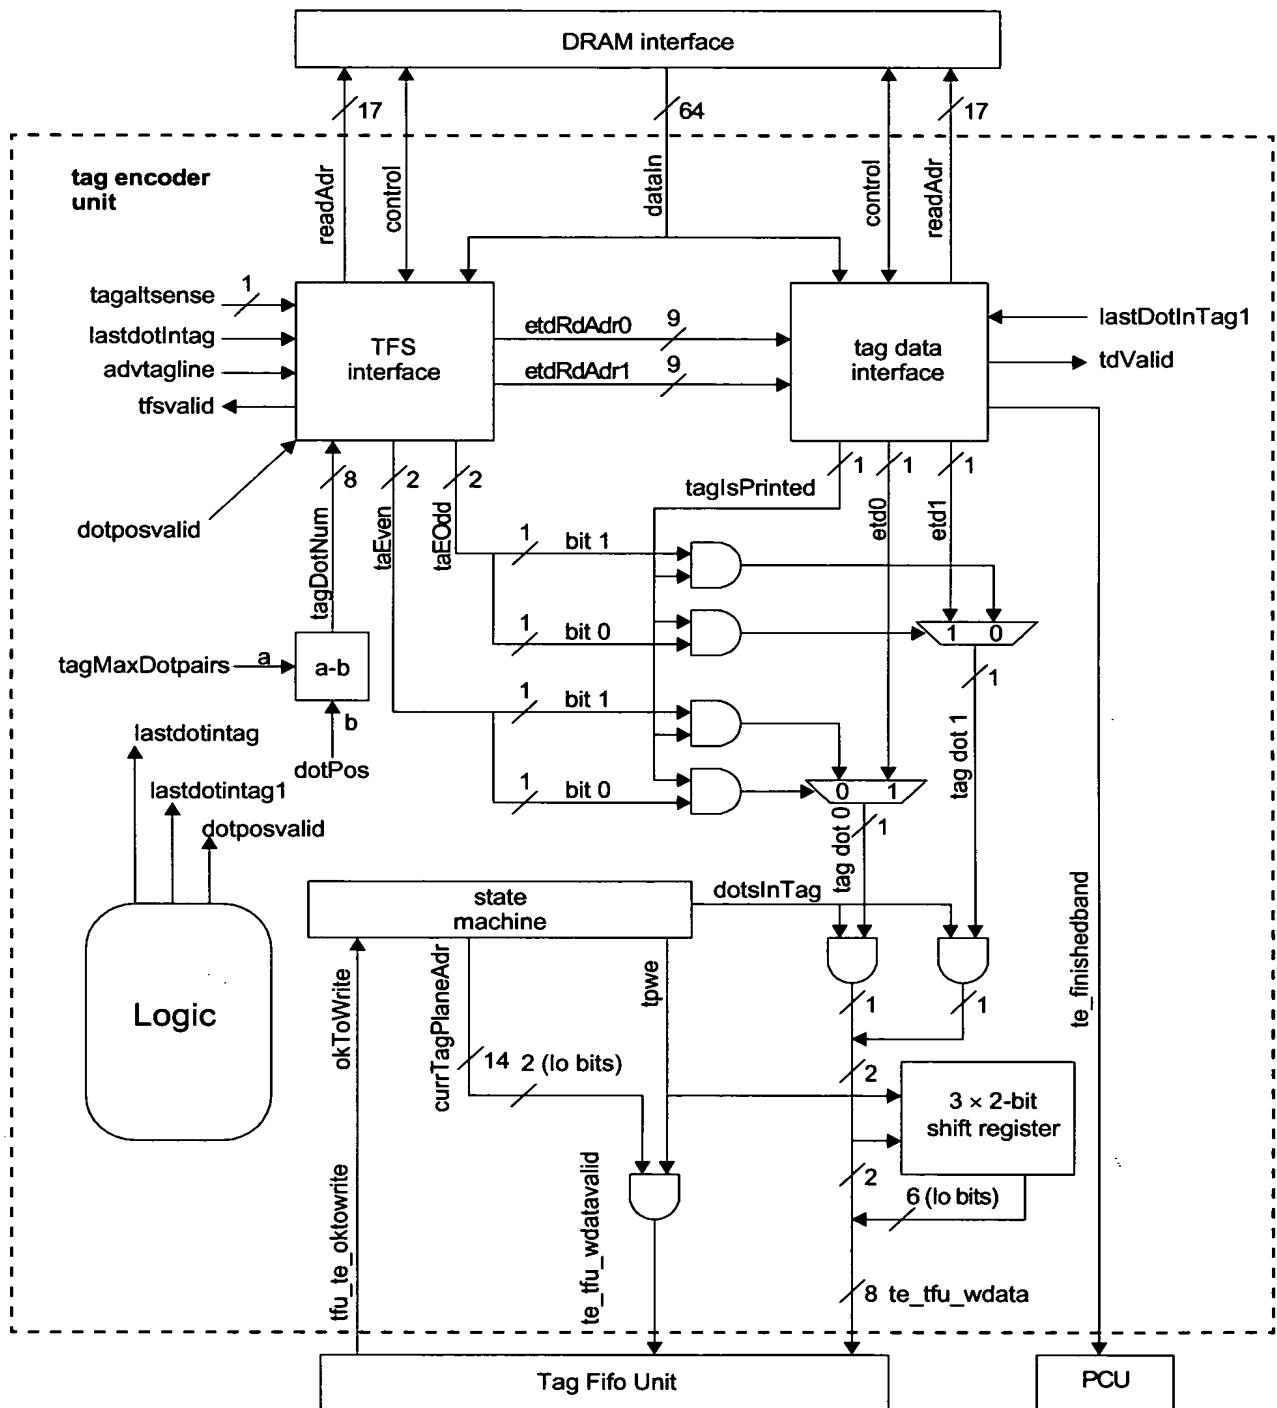 DRAM interface
17
64
17
tag encoder
unit
readAdr
control
dataIn
control
readAdr
tagaltsense
1
lastdotIntag
advtagline
tfsvalid
TFS
interface
etdRdAdr0
9
etdRdAdr1
9
tag data
interface
lastDotInTag1
tdValid
dotposvalid
8
2
2
tagIsPrinted
1
1
1
tagDotNum
taEven
taEOdd
etd0
etd1
1
bit 1
1
bit 0
1
0
tagMaxDotpairs
a
a-b
b
dotPos
1
bit 1
1
bit 0
0
1
1
tag dot 1
tag dot 0
1
lastdotintag
lastdotintag1
dotposvalid
Logic
state
machine
dotsInTag
okToWrite
currTagPlaneAdr
tpwe
14
2 (lo bits)
1
1
2
3 × 2-bit
shift register
2
6 (lo bits)
te_finishedband
tfu_te_oktowrite
te_tfu_wdatavalid
8
te_tfu_wdata
Tag Fifo Unit
PCU